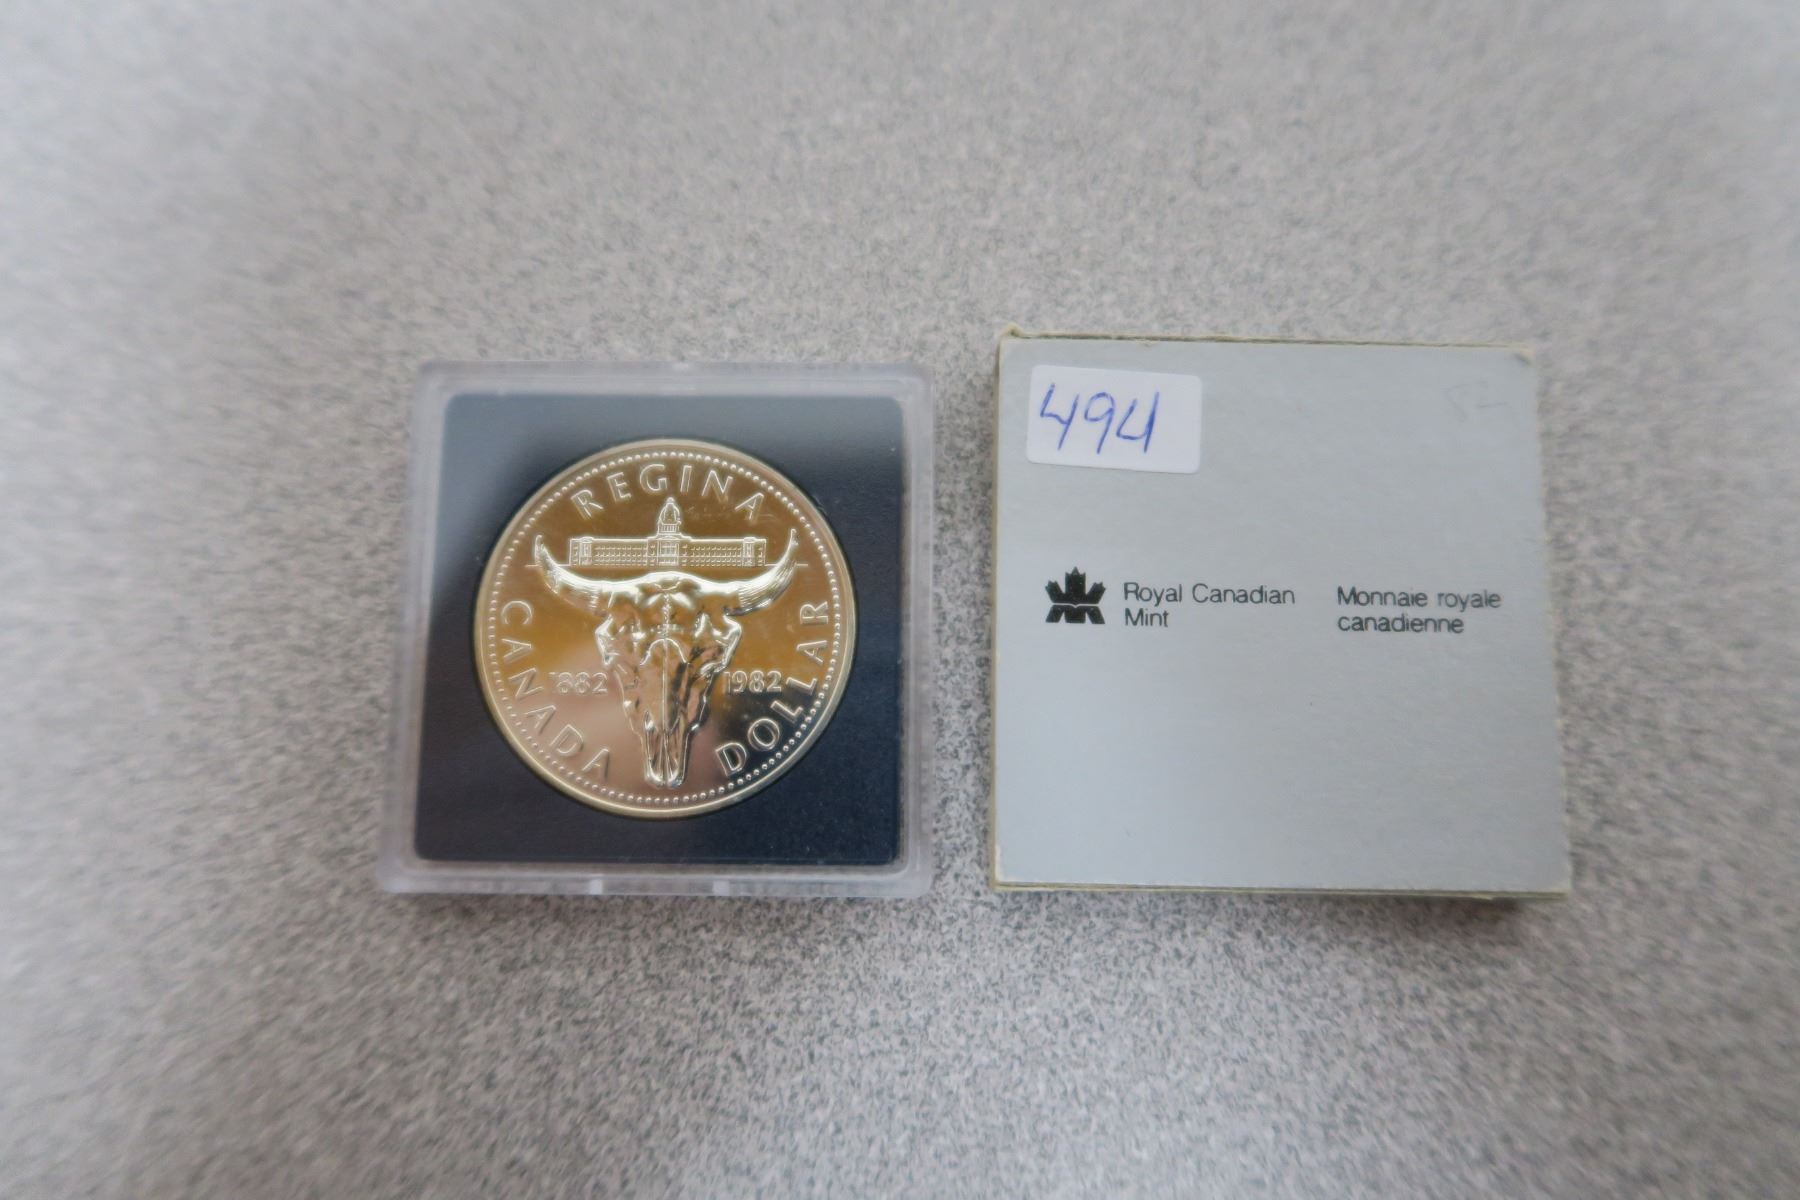 REGINA
CANADA
1882 1982
DOLLAR
494
Royal Canadian
Mint
Monnaie royale
canadienne